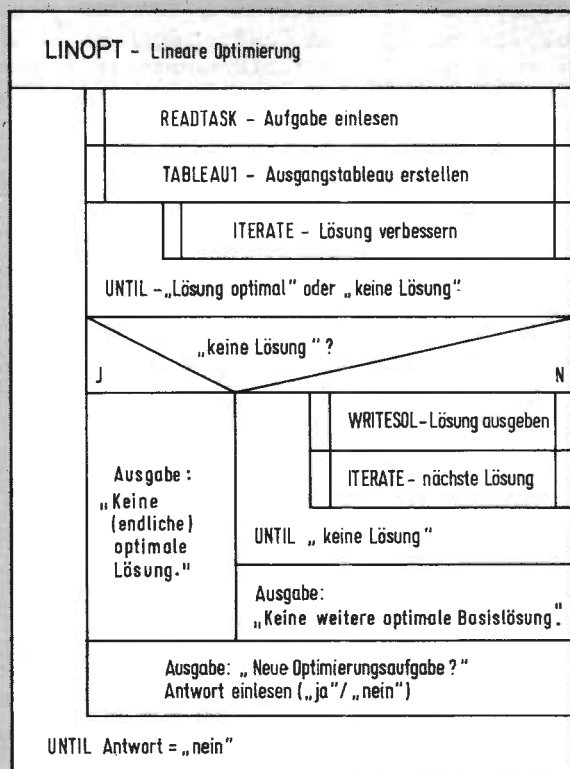 LINOPT - Lineare Optimierung
READTASK - Aufgabe einlesen
TABLEAU1 - Ausgangstableau erstellen
ITERATE - Lösung verbessern
UNTIL - „Lösung optimal" oder „keine Lösung".
„keine Lösung" ?
J N
WRITESOL - Lösung ausgeben
ITERATE - nächste Lösung
UNTIL „keine Lösung"
Ausgabe:
„Keine
(endliche)
optimale
Lösung."
Ausgabe:
„Keine weitere optimale Basislösung".
Ausgabe: „Neue Optimierungsaufgabe?"
Antwort einlesen („ja"/„nein")
UNTIL Antwort = „nein"